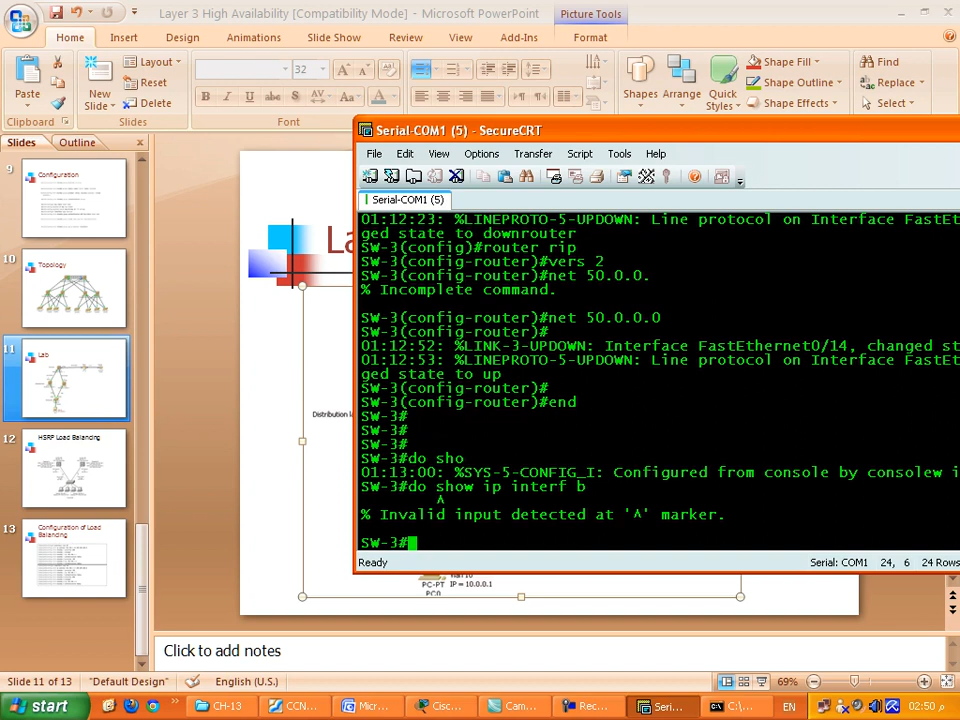 Layer 3 High Availability [Compatibility Mode] - Microsoft PowerPoint
Picture Tools
Home
Insert
Design
Animations
Slide Show
Review
View
Add-Ins
Format
Paste
New
Slide
Layout
Reset
Delete
32
Shapes
Arrange
Quick
Styles
Shape Fill
Shape Outline
Shape Effects
Find
Replace
Select
Clipboard
Slides
Font
Slides
Outline
9
Configuration
10
Topology
11
Lab
12
HSRP Load Balancing
13
Configuration of Load
Balancing
La
Distribution la
Serial-COM1 (5) - SecureCRT
File
Edit
View
Options
Transfer
Script
Tools
Help
Serial-COM1 (5)
01:12:23: %LINEPROTO-5-UPDOWN: Line protocol on Interface FastEt
ged state to downrouter
SW-3(config)#router rip
SW-3(config-router)#vers 2
SW-3(config-router)#net 50.0.0.
% Incomplete command.
SW-3(config-router)#net 50.0.0.0
SW-3(config-router)#
01:12:52: %LINK-3-UPDOWN: Interface FastEthernet0/14, changed st
01:12:53: %LINEPROTO-5-UPDOWN: Line protocol on Interface FastEt
ged state to up
SW-3(config-router)#
SW-3(config-router)#end
SW-3#
SW-3#
SW-3#
SW-3#do sho
01:13:00: %SYS-5-CONFIG_I: Configured from console by consolew i
SW-3#do show ip interf b
^
% Invalid input detected at '^' marker.
SW-3#
Ready
Serial: COM1
24, 6
24 Rows
PC-PT
IP = 10.0.0.1
PC0
Click to add notes
Slide 11 of 13
"Default Design"
English (U.S.)
69%
start
CH-13
CCN...
Micr...
Cisc...
Cam...
Rec...
Seri...
C:\...
EN
02:50 م